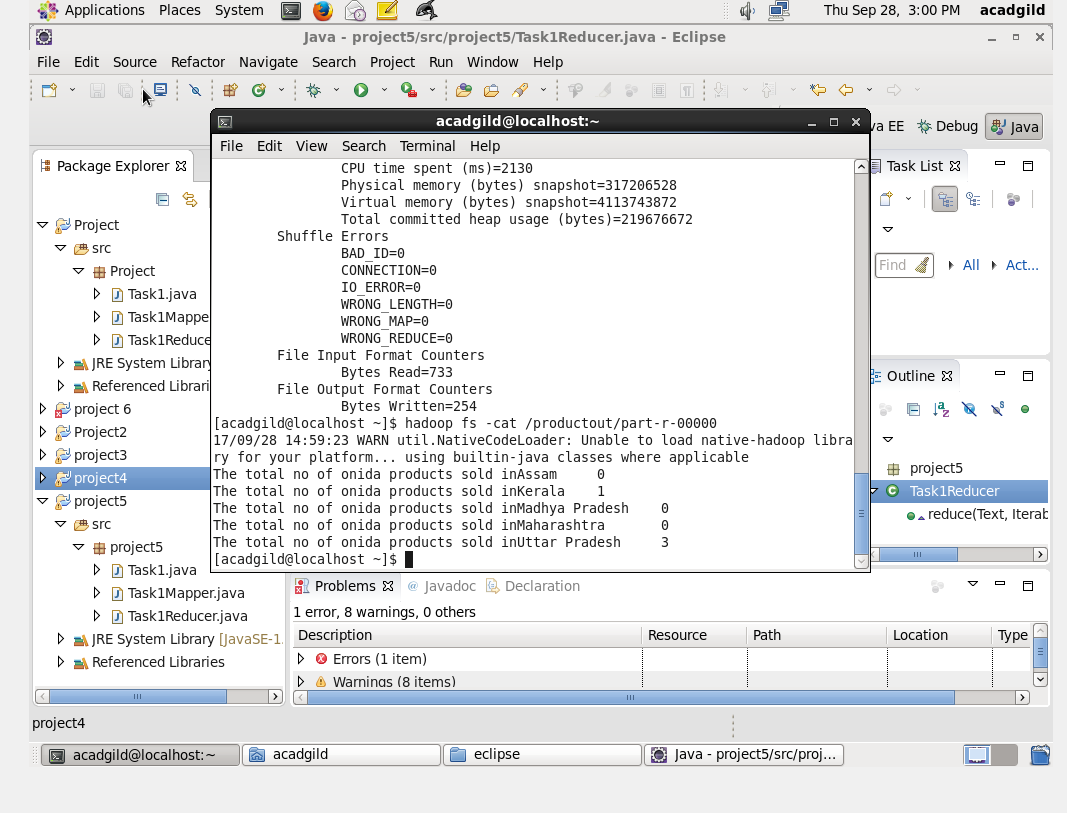 Applications Places System Thu Sep 28, 3:00 PM acadgild
Java - project5/src/project5/Task1Reducer.java - Eclipse
File Edit Source Refactor Navigate Search Project Run Window Help
acadgild@localhost:~
va EE Debug Java
File Edit View Search Terminal Help
Package Explorer
Task List
CPU time spent (ms)=2130
Physical memory (bytes) snapshot=317206528
Virtual memory (bytes) snapshot=4113743872
Total committed heap usage (bytes)=219676672
Shuffle Errors
BAD_ID=0
CONNECTION=0
IO_ERROR=0
WRONG_LENGTH=0
WRONG_MAP=0
WRONG_REDUCE=0
File Input Format Counters
Bytes Read=733
File Output Format Counters
Bytes Written=254
[acadgild@localhost ~]$ hadoop fs -cat /productout/part-r-00000
17/09/28 14:59:23 WARN util.NativeCodeLoader: Unable to load native-hadoop libra
ry for your platform... using builtin-java classes where applicable
The total no of onida products sold inAssam 0
The total no of onida products sold inKerala 1
The total no of onida products sold inMadhya Pradesh 0
The total no of onida products sold inMaharashtra 0
The total no of onida products sold inUttar Pradesh 3
[acadgild@localhost ~]$
Project
src
Project
Task1.java
Task1Mappe
Task1Reduce
JRE System Library
Referenced Librari
project 6
Project2
project3
project4
project5
src
project5
Task1.java
Task1Mapper.java
Task1Reducer.java
JRE System Library [JavaSE-1.
Referenced Libraries
Find All Act...
Outline
project5
Task1Reducer
reduce(Text, Iterab
Problems Javadoc Declaration
1 error, 8 warnings, 0 others
Description Resource Path Location Type
Errors (1 item)
Warnings (8 items)
project4
acadgild@localhost:~ acadgild eclipse Java - project5/src/proj...